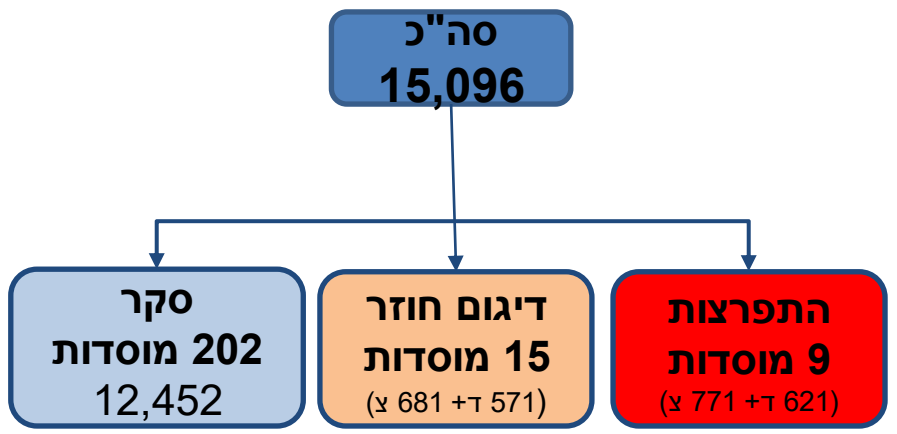 סה"כ
15,096
התפרצות
9 מוסדות
(621 ד+ 771 צ)
דיגום חוזר
15 מוסדות
(571 ד+ 681 צ)
סקר
202 מוסדות
12,452